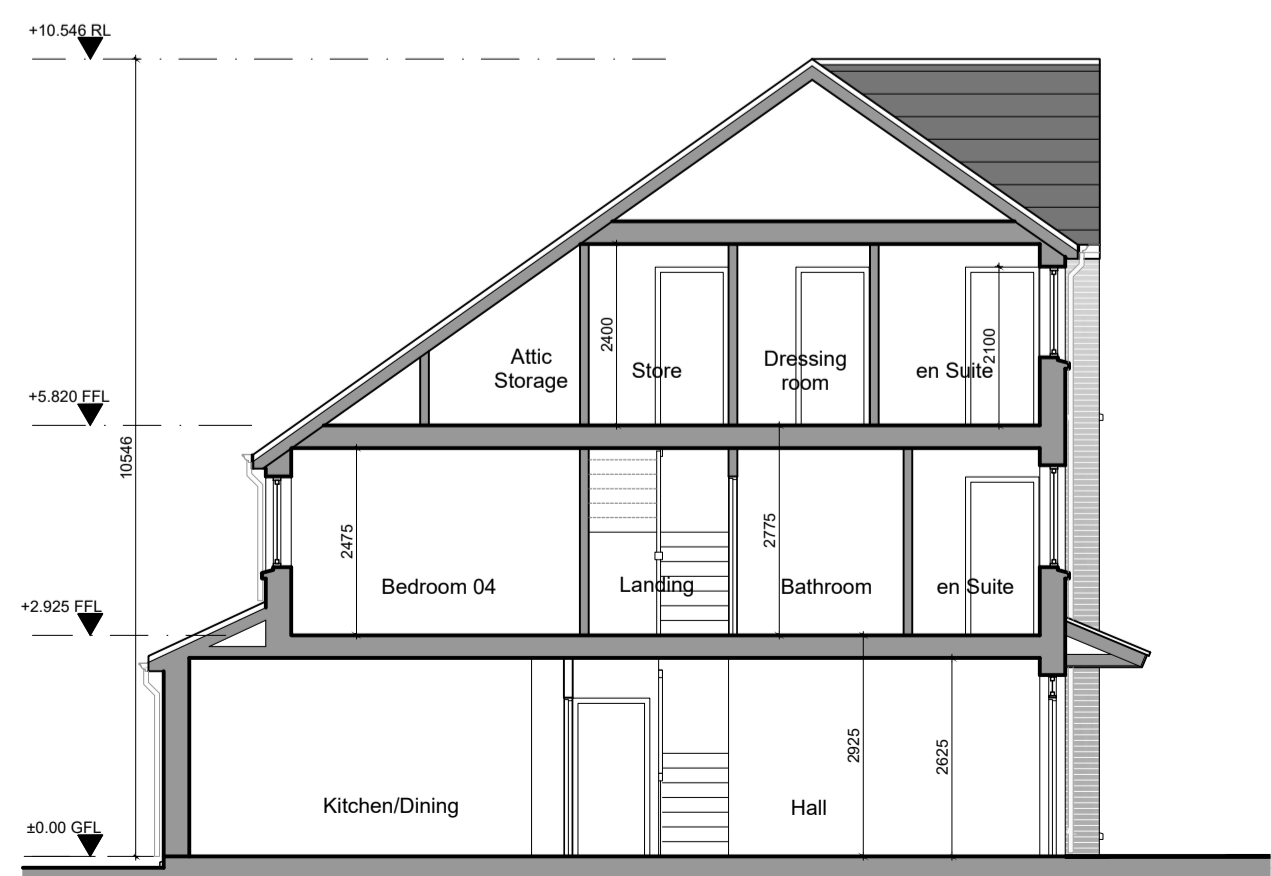 +10.546 RL
Attic
Storage
2400
Store
Dressing
room
en Suite
2100
+5.820 FFL
10546
2475
2775
Bedroom 04
Landing
Bathroom
en Suite
+2.925 FFL
2925
2625
Kitchen/Dining
Hall
±0.00 GFL